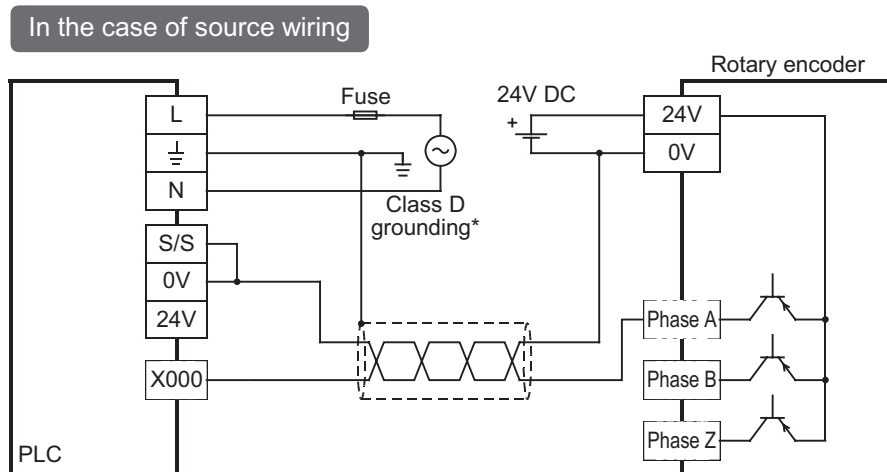 In the case of source wiring
Rotary encoder
Fuse
24V DC
+
L
N
Class D
grounding*
24V
0V
S/S
0V
24V
X000
Phase A
Phase B
Phase Z
PLC